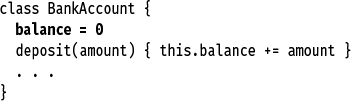 class BankAccount {
  balance = 0
  deposit(amount) { this.balance += amount }
  . . .
}